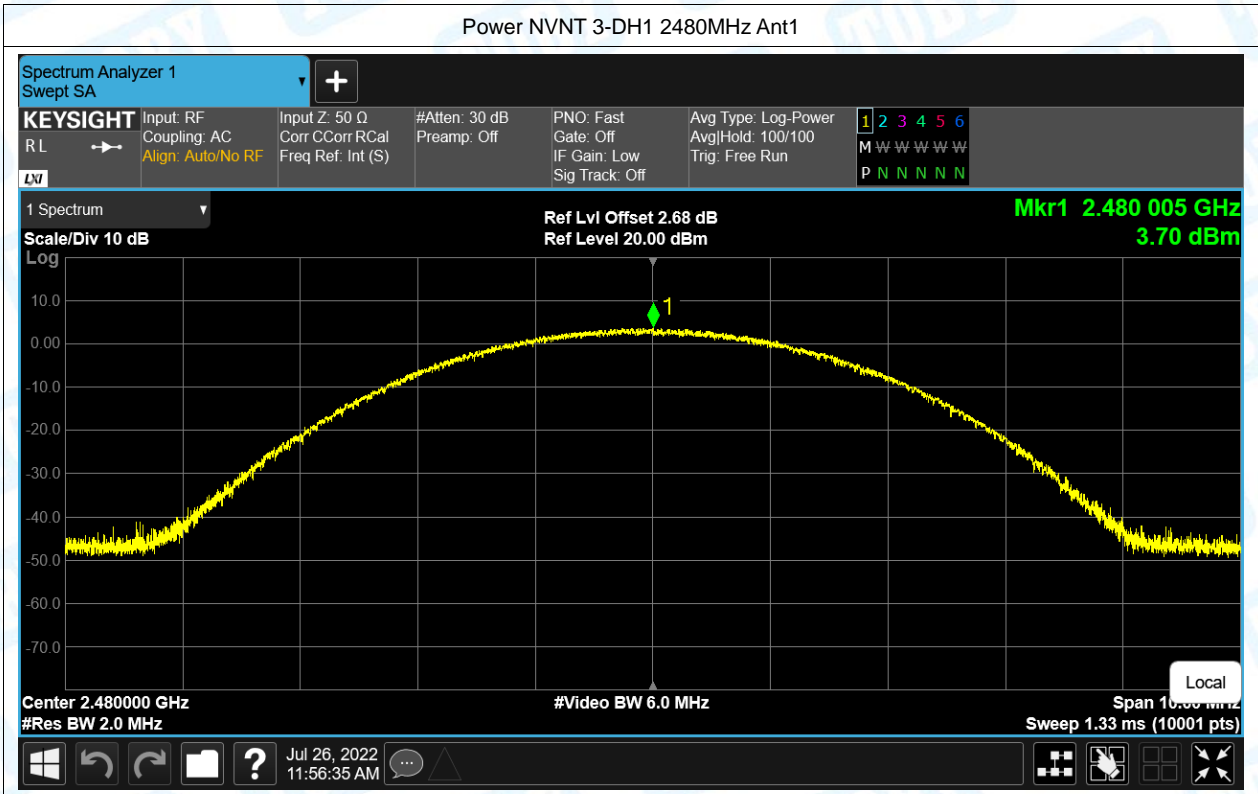 Power NVNT 3-DH1 2480MHz Ant1
Spectrum Analyzer 1
Swept SA
KEYSIGHT Input: RF Input Z: 50 Ω #Atten: 30 dB PNO: Fast Avg Type: Log-Power 1 2 3 4 5 6
RL Coupling: AC Corr CCorr RCal Preamp: Off Gate: Off Avg|Hold: 100/100 M W W W W W
Align: Auto/No RF Freq Ref: Int (S) IF Gain: Low Trig: Free Run
LXI Sig Track: Off P N N N N N
1 Spectrum Ref Lvl Offset 2.68 dB Mkr1 2.480 005 GHz
Scale/Div 10 dB Ref Level 20.00 dBm 3.70 dBm
Log
10.0
1
0.00
-10.0
-20.0
-30.0
-40.0
-50.0
-60.0
-70.0
Local
Center 2.480000 GHz #Video BW 6.0 MHz Span 10.00 MHz
#Res BW 2.0 MHz Sweep 1.33 ms (10001 pts)
? Jul 26, 2022
11:56:35 AM